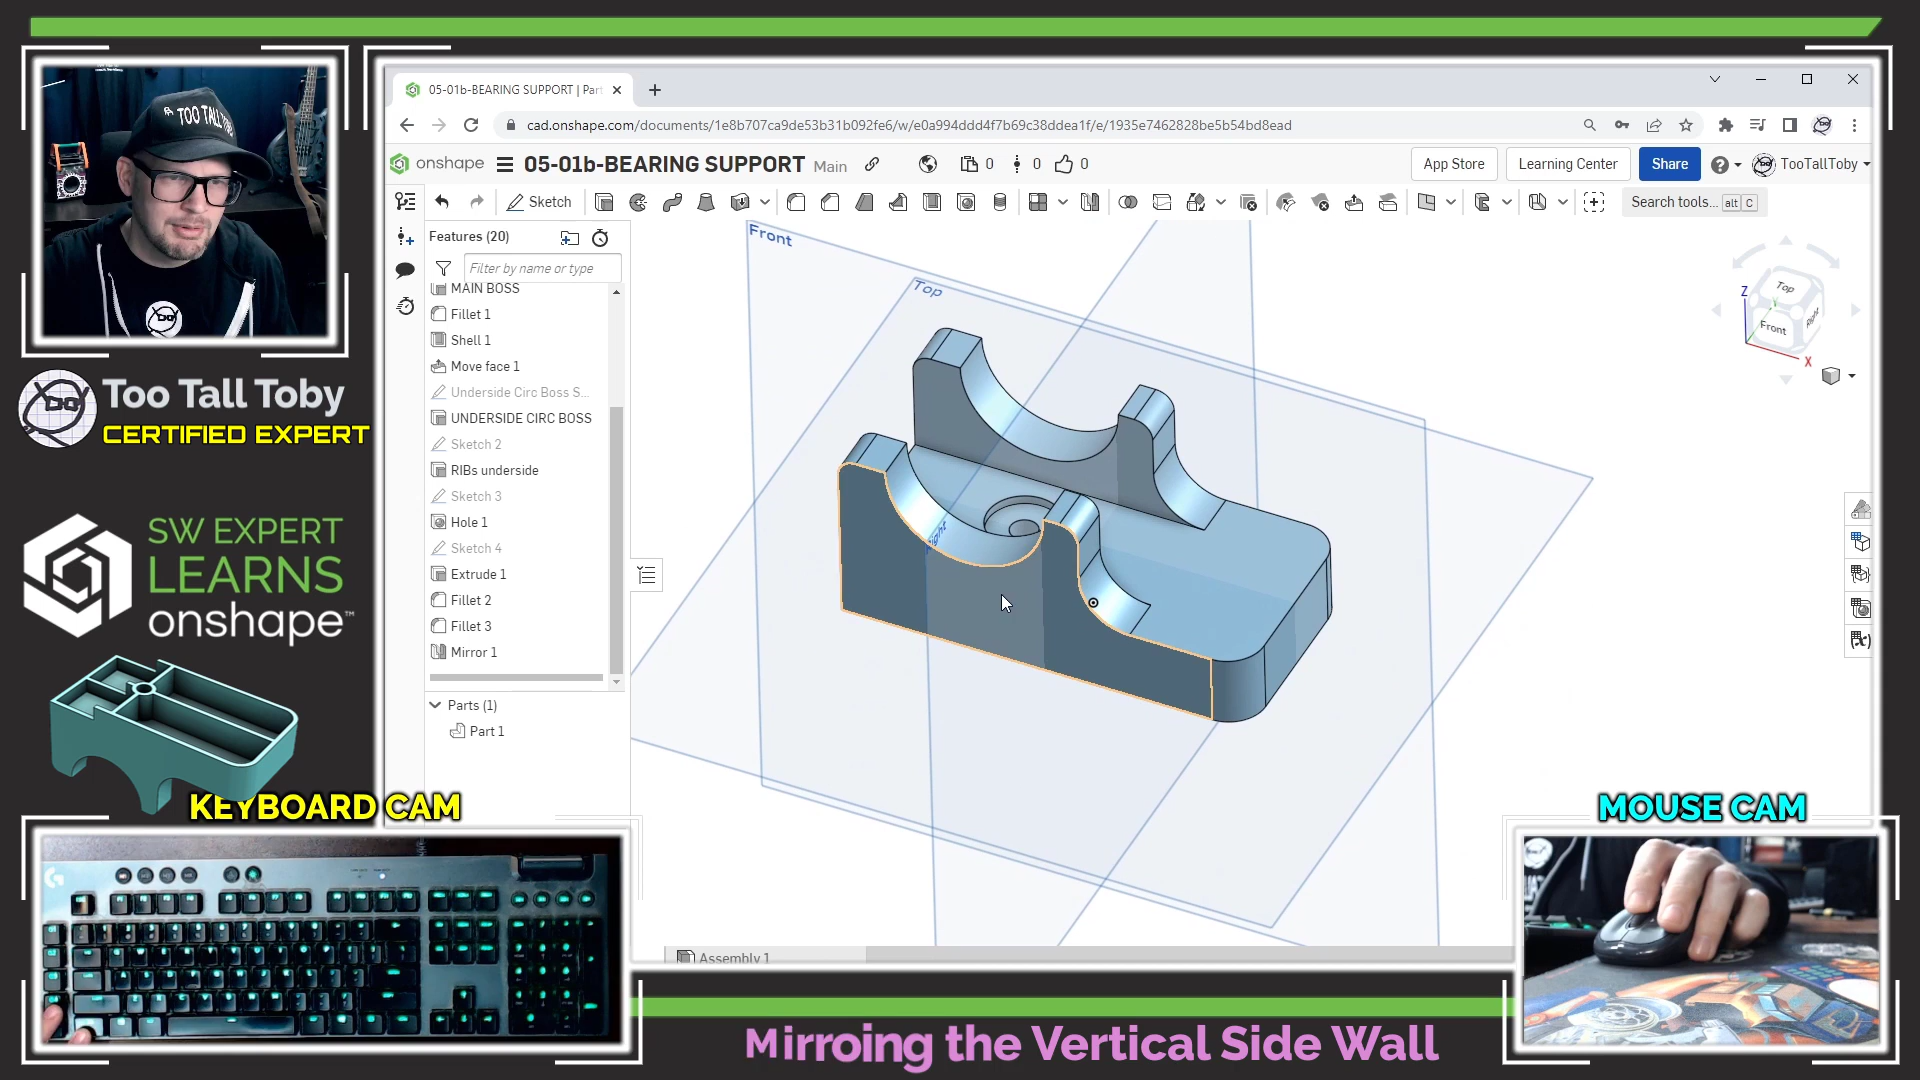 05-01b-BEARING SUPPORT | Part
cad.onshape.com/documents/1e8b707ca9de53b31b092fe6/w/e0a994ddd4f7b69c38ddea1f/e/1935e7462828be5b54bd8ead
onshape 05-01b-BEARING SUPPORT Main 0 0 0 App Store Learning Center Share TooTallToby
Sketch Search tools... alt C
Features (20)
Filter by name or type
MAIN BOSS
Fillet 1
Shell 1
Move face 1
Underside Circ Boss S...
UNDERSIDE CIRC BOSS
Sketch 2
RIBs underside
Sketch 3
Hole 1
Sketch 4
Extrude 1
Fillet 2
Fillet 3
Mirror 1
Parts (1)
Part 1
Front
Top
Right
Z
Top
Front
Right
X
Assembly 1
TOO TALL
Too Tall Toby
CERTIFIED EXPERT
SW EXPERT
LEARNS
onshape™
KEYBOARD CAM
MOUSE CAM
Mirroing the Vertical Side Wall